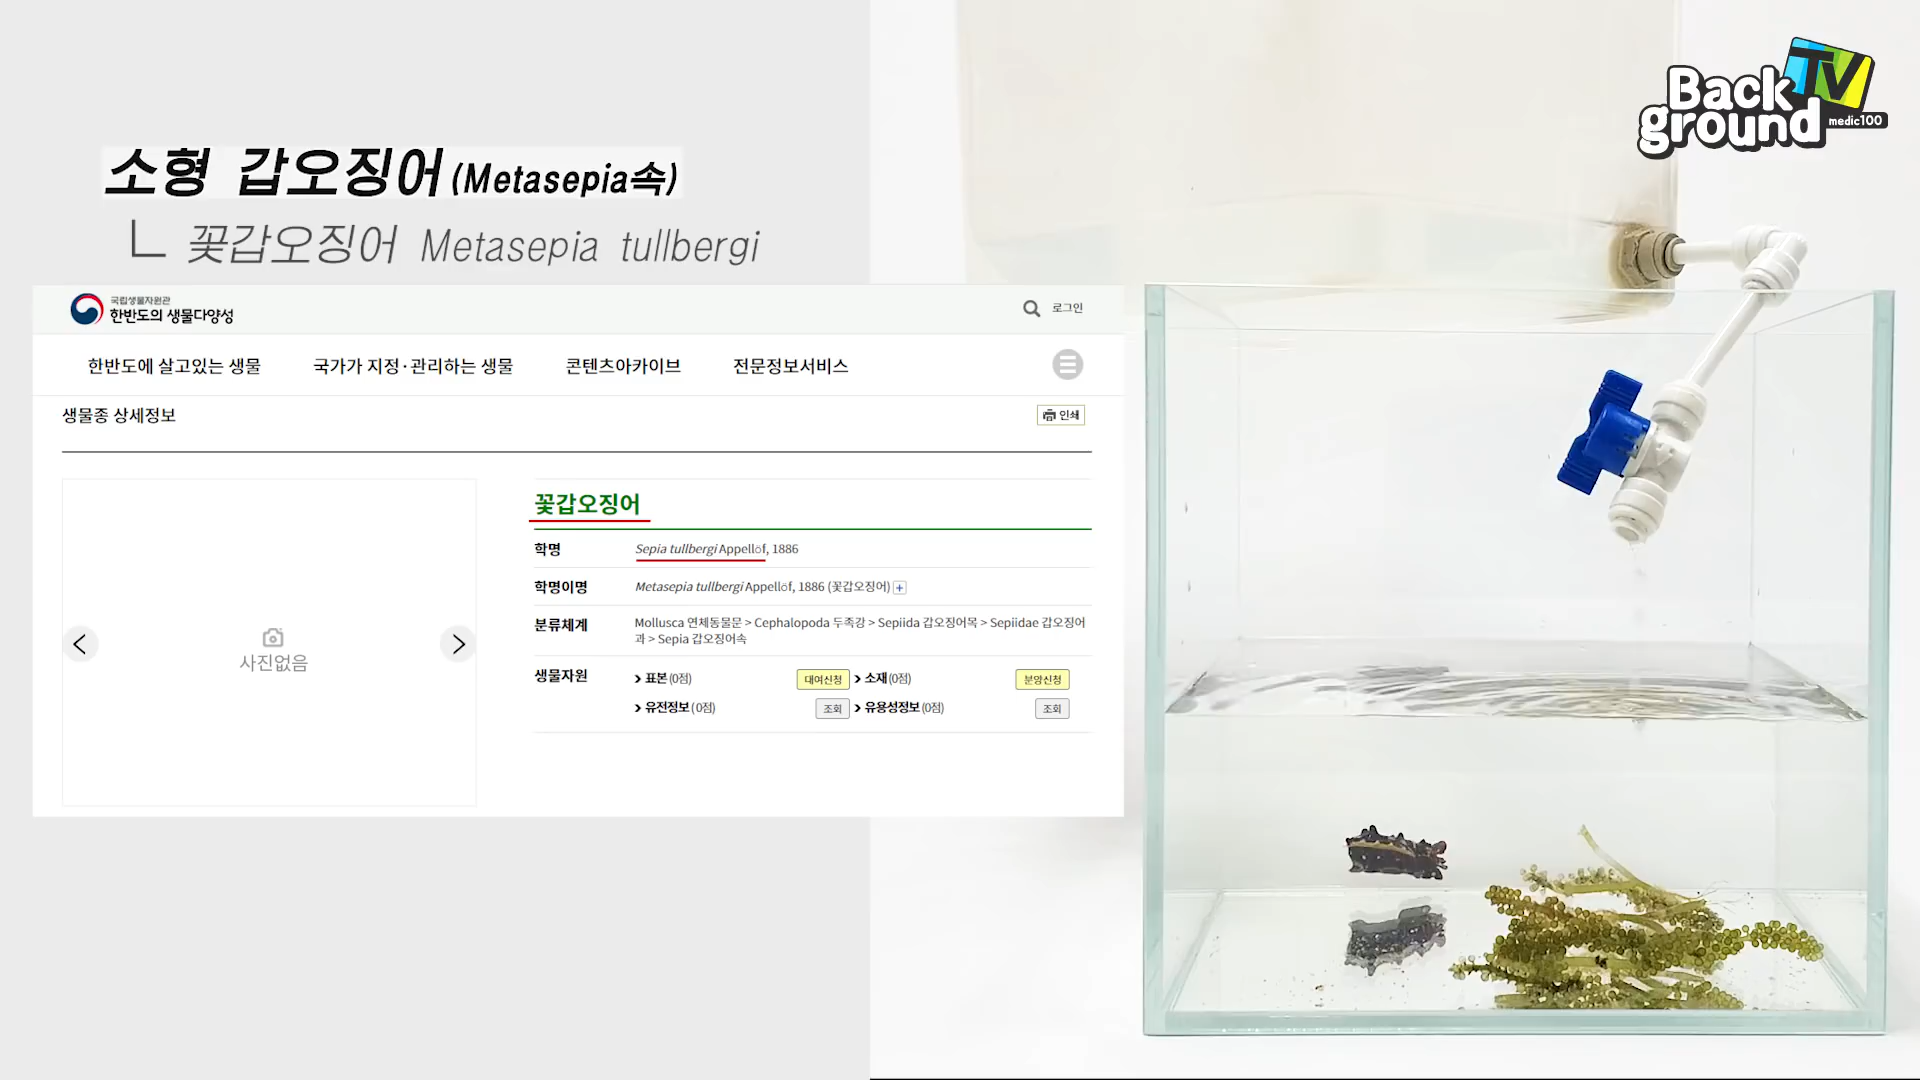 Back TV
ground medic100
소형 갑오징어(Metasepia속)
ㄴ 꽃갑오징어 Metasepia tullbergi
국립생물자원관
한반도의 생물다양성
로그인
한반도에 살고있는 생물 국가가 지정·관리하는 생물 콘텐츠아카이브 전문정보서비스
생물종 상세정보
인쇄
꽃갑오징어
학명 Sepia tullbergi Appellöf, 1886
학명이명 Metasepia tullbergi Appellöf, 1886 (꽃갑오징어) +
분류체계 Mollusca 연체동물문 > Cephalopoda 두족강 > Sepiida 갑오징어목 > Sepiidae 갑오징어
과 > Sepia 갑오징어속
생물자원 > 표본 (0점) 대여신청 > 소재(0점) 분양신청
> 유전정보 (0점) 조회 > 유용성정보 (0점) 조회
사진없음